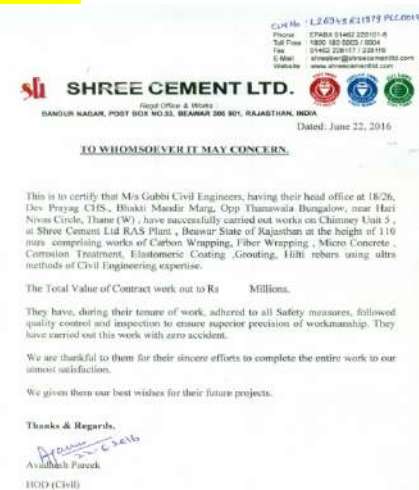 CIN No : L26943RJ1979PLC001935
Phone : EPABX 01462 228101-6
Toll Free : 1800 180 6003 / 6004
Fax : 01462 228117 / 228119
E-Mail : shreebwr@shreecementltd.com
Website : www.shreecementltd.com
SHREE CEMENT LTD.
Regd Office & Works :
BANGUR NAGAR, POST BOX NO.33, BEAWAR 305 901, RAJASTHAN, INDIA
Dated: June 22, 2016
TO WHOMSOEVER IT MAY CONCERN.
This is to certify that M/s Gubbi Civil Engineers, having their head office at 18/26,
Dev Prayag CHS., Bhakti Mandir Marg, Opp Thanawala Bungalow, near Hari
Nivas Circle, Thane (W) , have successfully carried out works on Chimney Unit 5 ,
at Shree Cement Ltd RAS Plant , Beawar State of Rajasthan at the height of 110
mars comprising works of Carbon Wrapping, Fiber Wrapping , Micro Concrete ,
Corrosion Treatment, Elastomeric Coating ,Grouting, Hilti rebars using ultra
methods of Civil Engineering expertise.
The Total Value of Contract work out to Rs Millions.
They have, during their tenure of work, adhered to all Safety measures, followed
quality control and inspection to ensure superior precision of workmanship. They
have carried out this work with zero accident.
We are thankful to them for their sincere efforts to complete the entire work to our
utmost satisfaction.
We given them our best wishes for their future projects.
Thanks & Regards,
22-6-2016
Avadhesh Pareek
HOD (Civil)